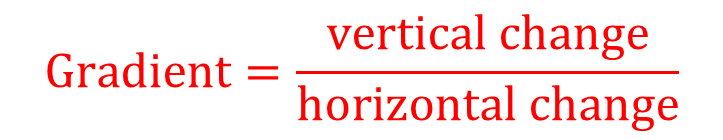 Gradient = vertical change
horizontal change